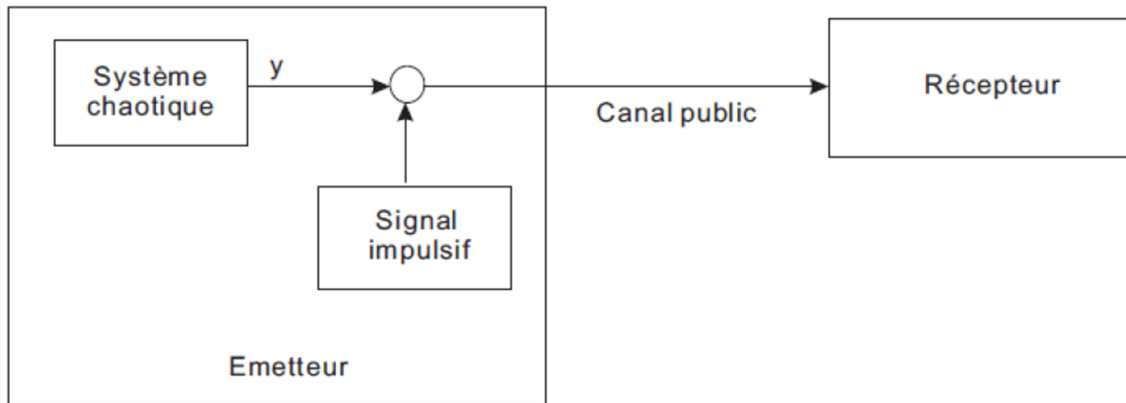 Système
chaotique
y
Canal public
Récepteur
Signal
impulsif
Emetteur